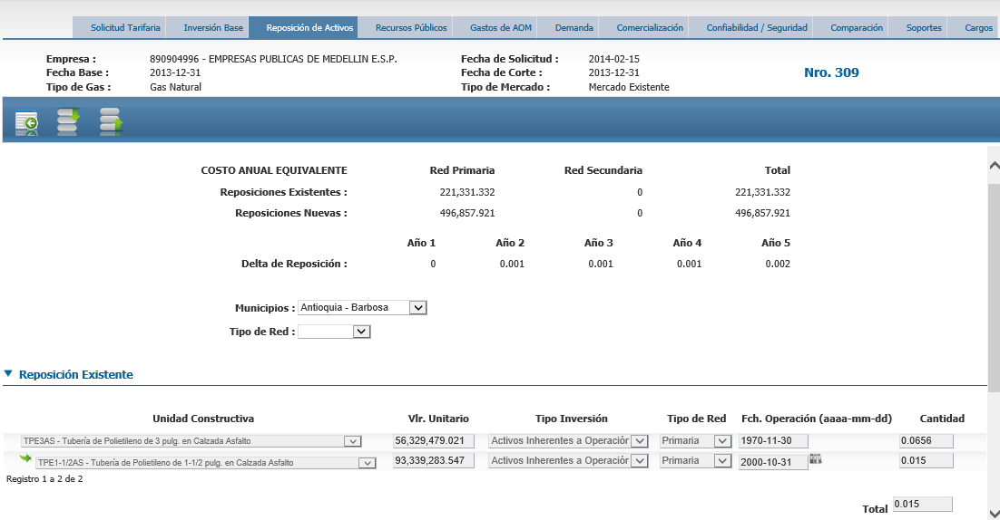 Solicitud Tarifaria Inversión Base Reposición de Activos Recursos Públicos Gastos de AOM Demanda Comercialización Confiabilidad / Seguridad Comparación Soportes Cargos
Empresa : 890904996 - EMPRESAS PUBLICAS DE MEDELLIN E.S.P. Fecha de Solicitud : 2014-02-15
Fecha Base : 2013-12-31 Fecha de Corte : 2013-12-31 Nro. 309
Tipo de Gas : Gas Natural Tipo de Mercado : Mercado Existente
COSTO ANUAL EQUIVALENTE Red Primaria Red Secundaria Total
Reposiciones Existentes : 221,331.332 0 221,331.332
Reposiciones Nuevas : 496,857.921 0 496,857.921
Año 1 Año 2 Año 3 Año 4 Año 5
Delta de Reposición : 0 0.001 0.001 0.001 0.002
Municipios : Antioquia - Barbosa
Tipo de Red :
Reposición Existente
Unidad Constructiva Vlr. Unitario Tipo Inversión Tipo de Red Fch. Operación (aaaa-mm-dd) Cantidad
TPE3AS - Tubería de Polietileno de 3 pulg. en Calzada Asfalto 56,329,479.021 Activos Inherentes a Operación Primaria 1970-11-30 0.0656
TPE1-1/2AS - Tubería de Polietileno de 1-1/2 pulg. en Calzada Asfalto 93,339,283.547 Activos Inherentes a Operación Primaria 2000-10-31 0.015
Registro 1 a 2 de 2
Total 0.015